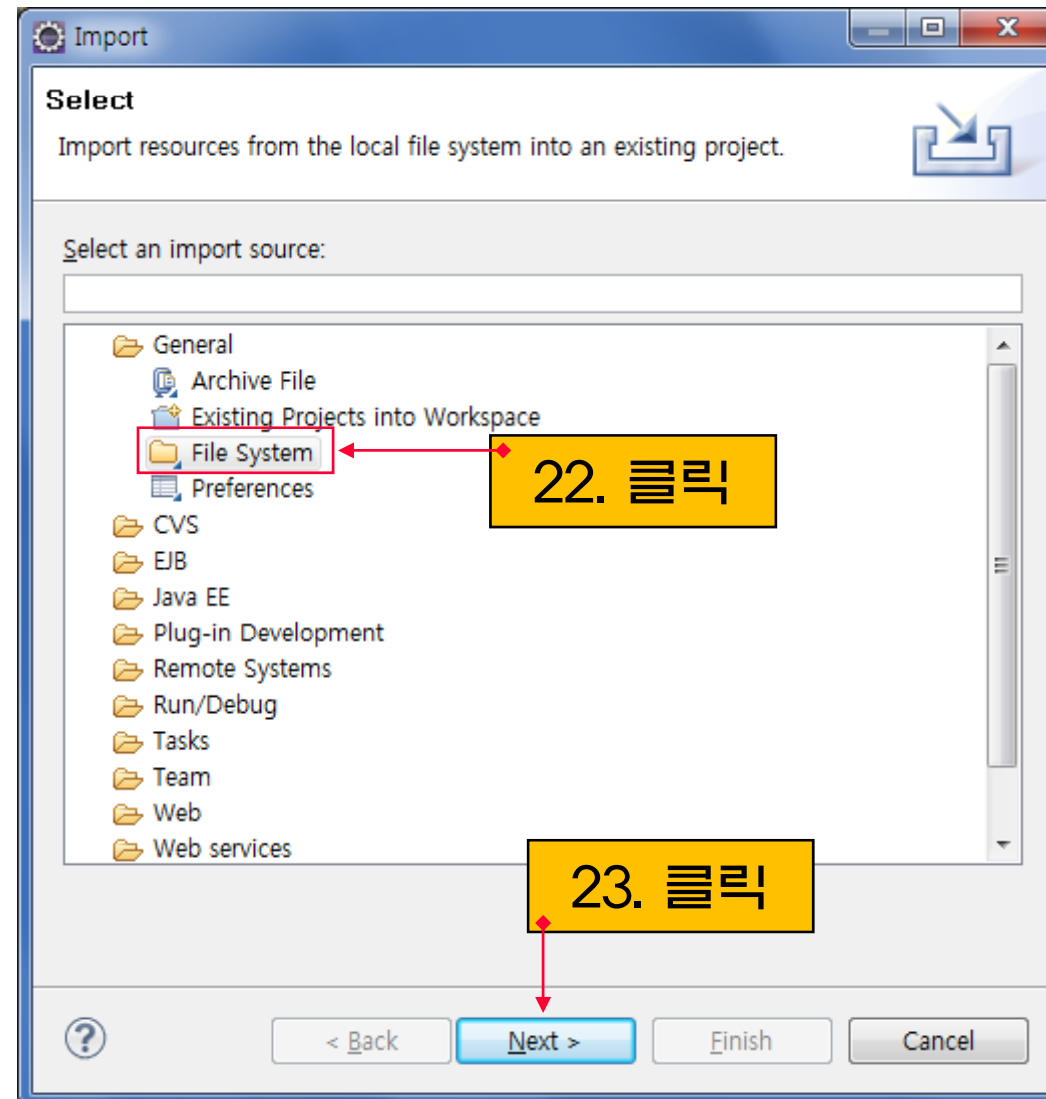 Import
Select
Import resources from the local file system into an existing project.
Select an import source:
General
Archive File
Existing Projects into Workspace
File System
22. 클릭
Preferences
CVS
EJB
Java EE
Plug-in Development
Remote Systems
Run/Debug
Tasks
Team
Web
Web services
23. 클릭
< Back Next > Finish Cancel